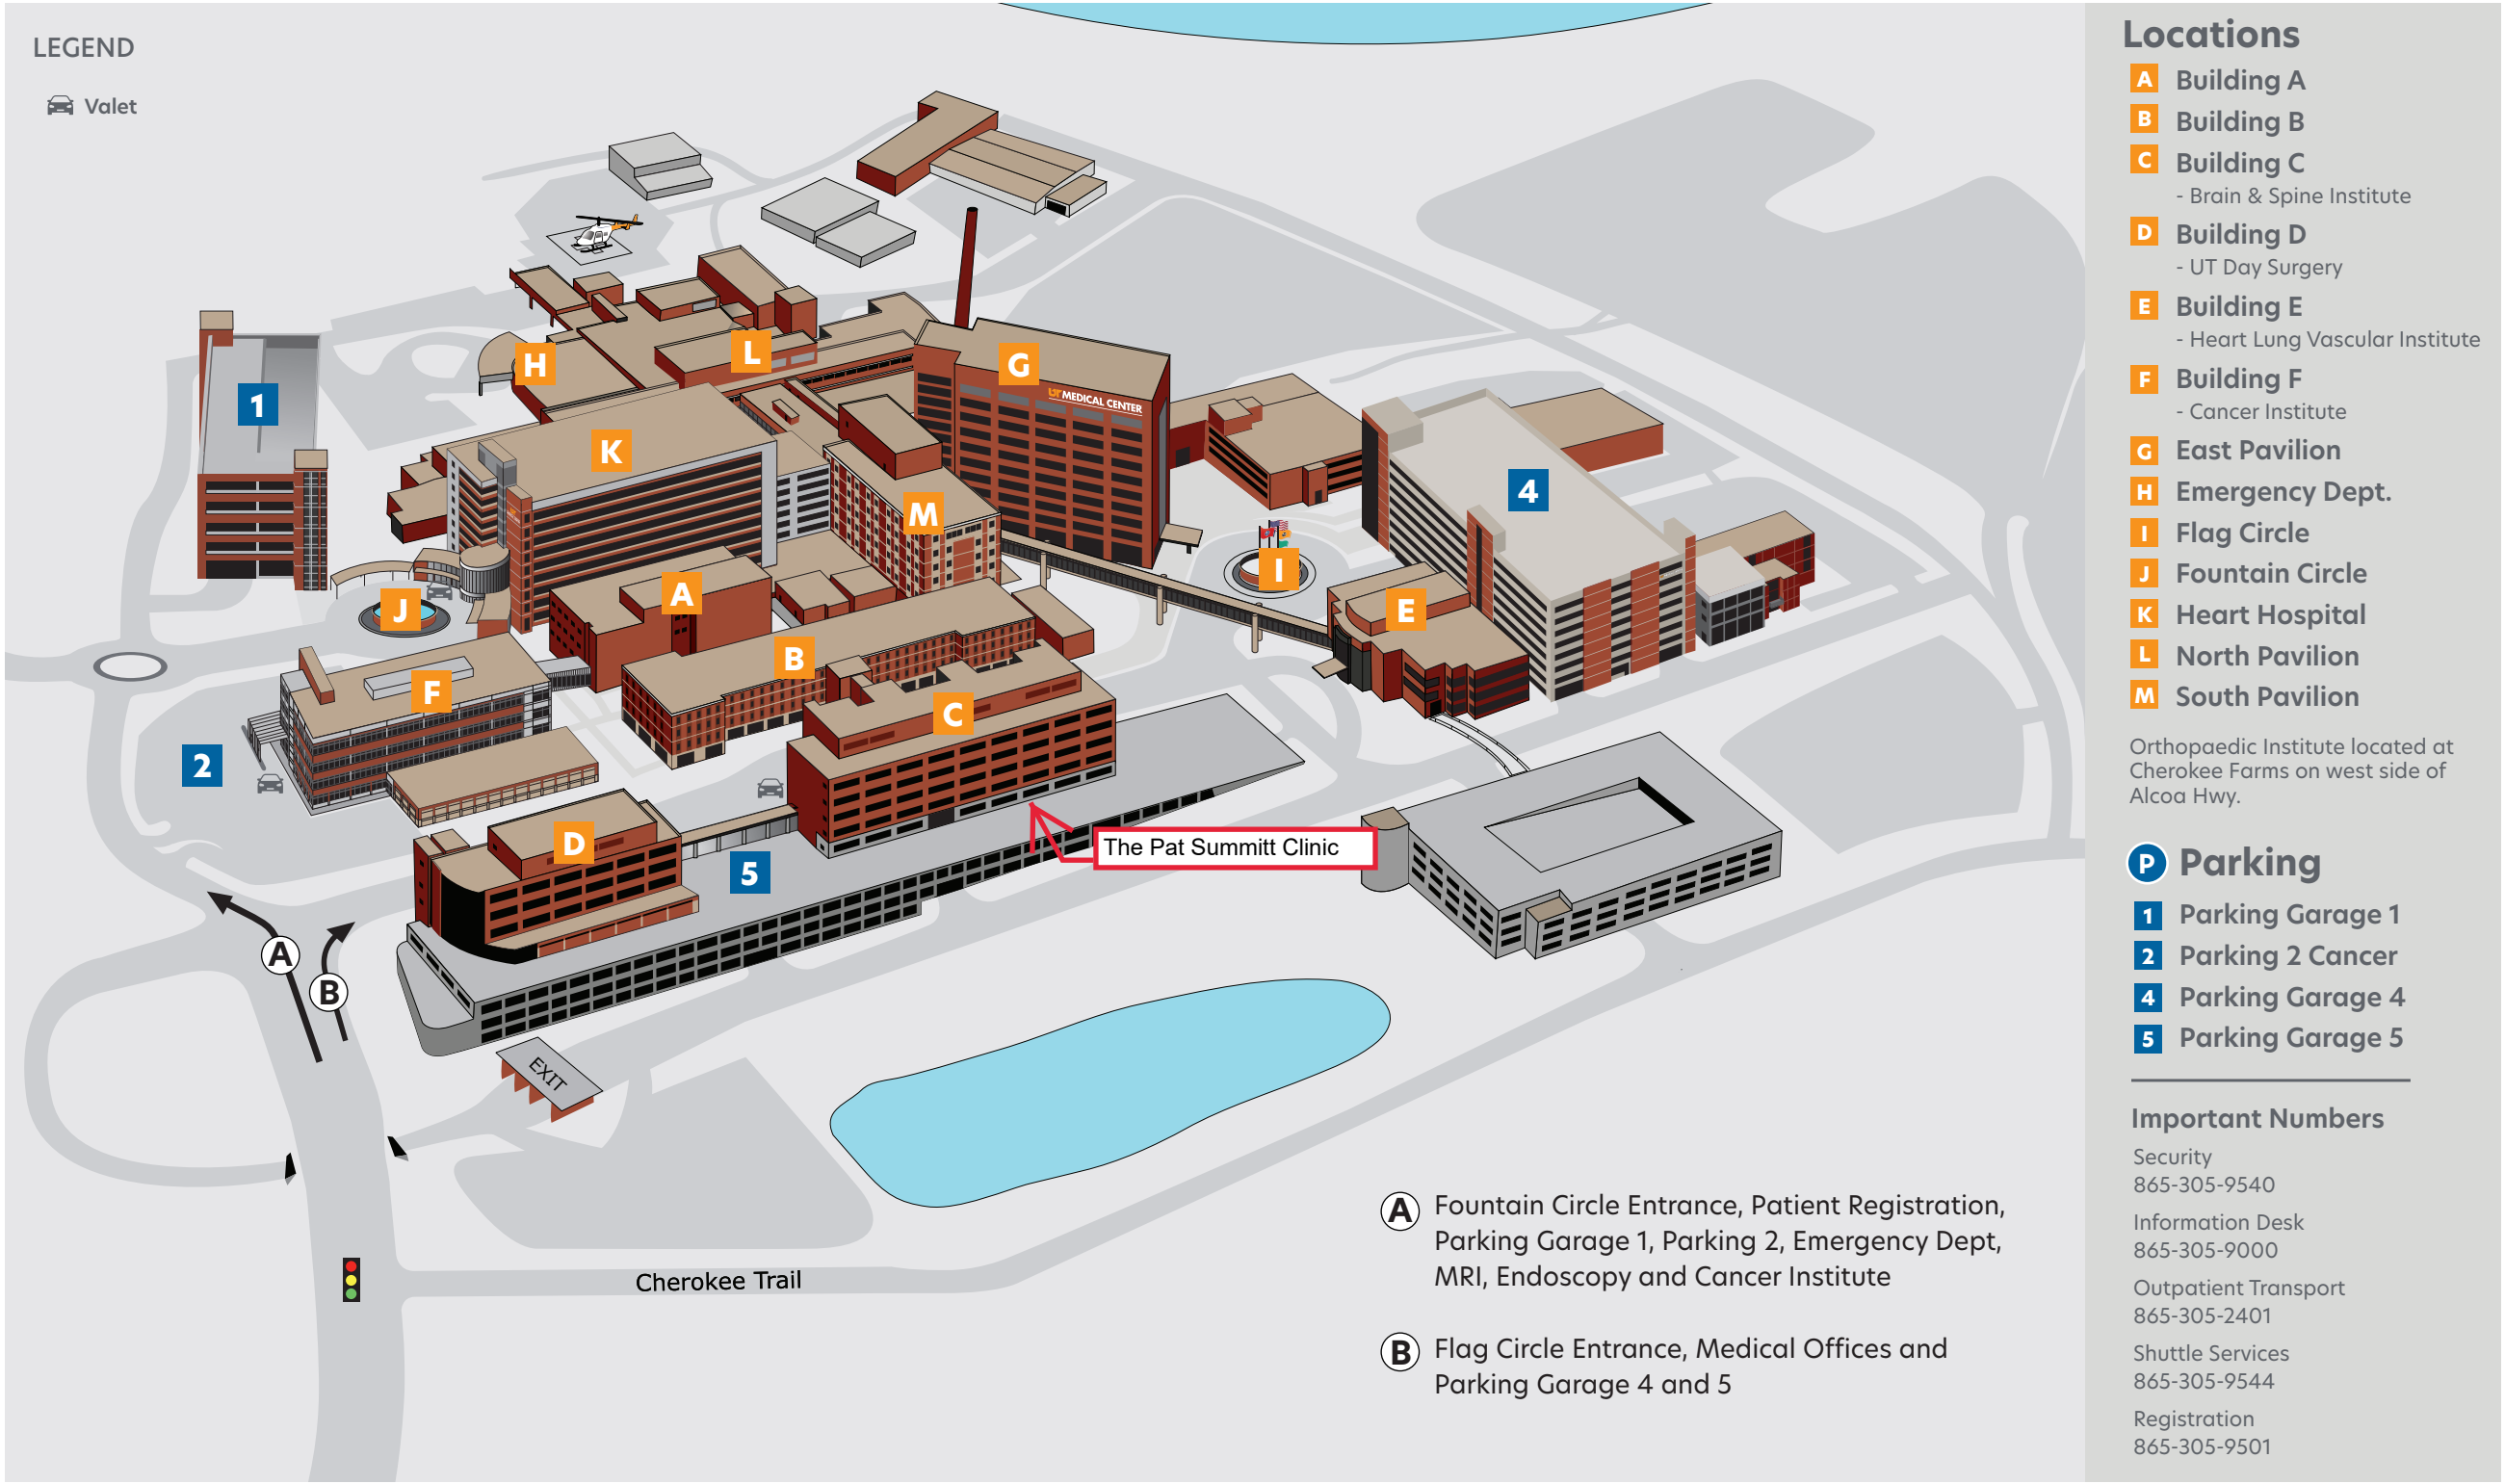 LEGEND
Valet
H
L
G
UT MEDICAL CENTER
1
K
4
M
I
A
J
E
B
F
C
2
D
The Pat Summitt Clinic
5
A
B
EXIT
Cherokee Trail
A Fountain Circle Entrance, Patient Registration,
Parking Garage 1, Parking 2, Emergency Dept,
MRI, Endoscopy and Cancer Institute
B Flag Circle Entrance, Medical Offices and
Parking Garage 4 and 5
Locations
A Building A
B Building B
C Building C
- Brain & Spine Institute
D Building D
- UT Day Surgery
E Building E
- Heart Lung Vascular Institute
F Building F
- Cancer Institute
G East Pavilion
H Emergency Dept.
I Flag Circle
J Fountain Circle
K Heart Hospital
L North Pavilion
M South Pavilion
Orthopaedic Institute located at
Cherokee Farms on west side of
Alcoa Hwy.
P Parking
1 Parking Garage 1
2 Parking 2 Cancer
4 Parking Garage 4
5 Parking Garage 5
Important Numbers
Security
865-305-9540
Information Desk
865-305-9000
Outpatient Transport
865-305-2401
Shuttle Services
865-305-9544
Registration
865-305-9501